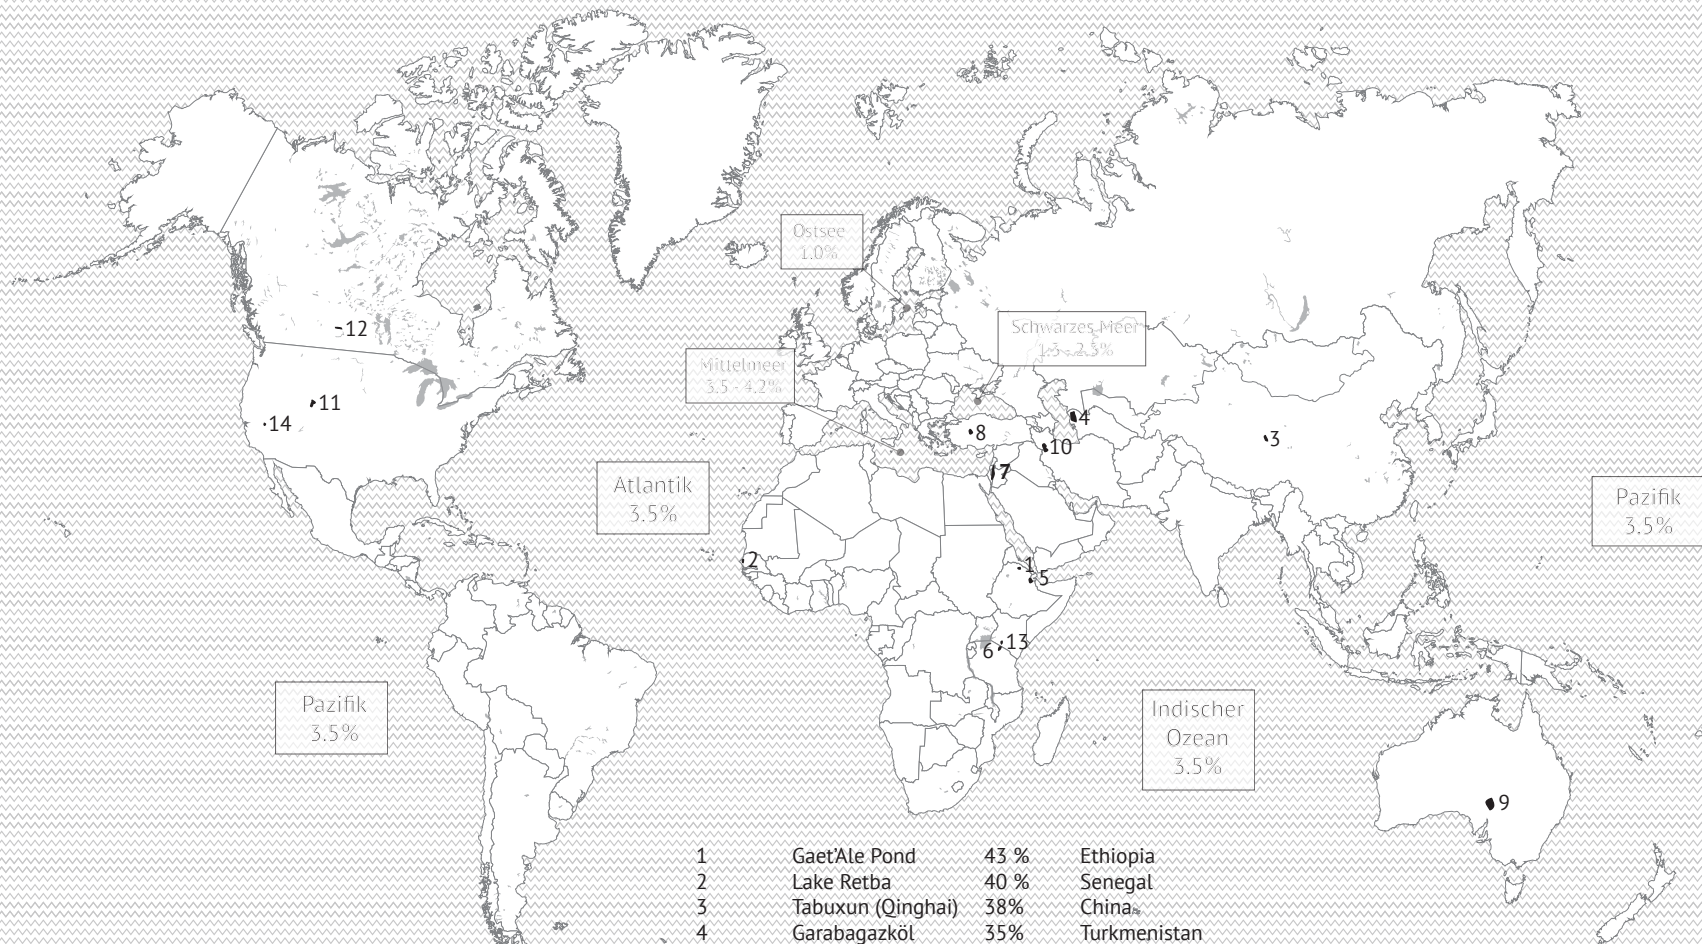 Ostsee
1.0%
Schwarzes Meer
1.3 - 2.5%
12
Mittelmeer
3.5 - 4.2%
11
14
4
8
3
10
7
Atlantik
3.5%
Pazifik
3.5%
2
1
5
13
6
Pazifik
3.5%
Indischer
Ozean
3.5%
9
1 Gaet'Ale Pond 43 % Ethiopia
2 Lake Retba 40 % Senegal
3 Tabuxun (Qinghai) 38% China
4 Garabagazköl 35% Turkmenistan